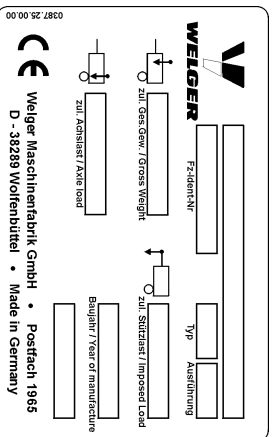 WELGER
Fz-Ident-Nr Typ Ausführung
zul. Ges.Gew. / Gross Weight zul. Stützlast / Imposed Load
zul. Achslast / Axle load Baujahr / Year of manufacture
CE Welger Maschinenfabrik GmbH • Postfach 1965
D - 38289 Wolfenbüttel • Made in Germany
0387.25.00.00